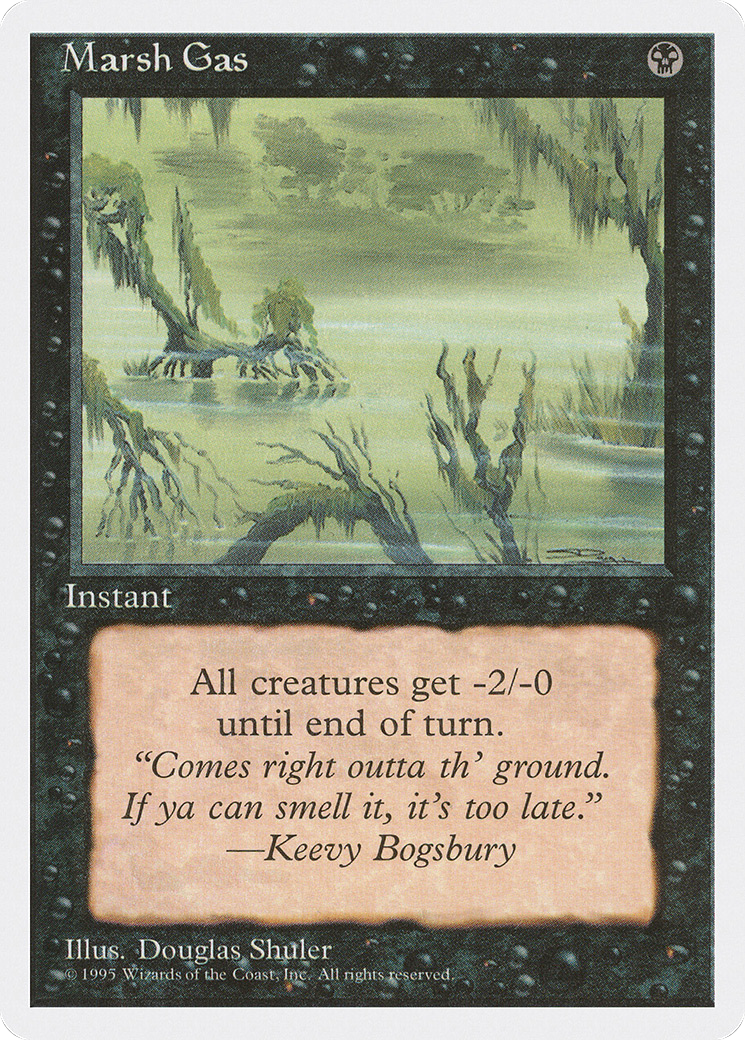 Marsh Gas
Instant
All creatures get -2/-0
until end of turn.
“Comes right outta th’ ground.
If ya can smell it, it’s too late.”
—Keevy Bogsbury
Illus. Douglas Shuler
© 1995 Wizards of the Coast, Inc. All rights reserved.